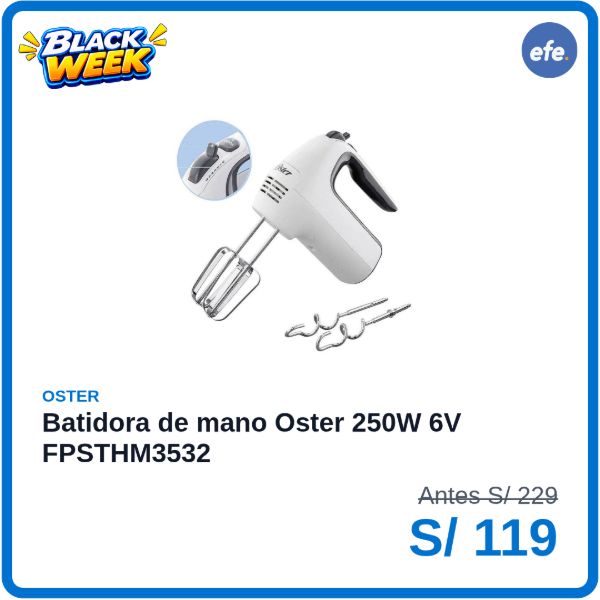 BLACK
WEEK
efe.
OSTER
Batidora de mano Oster 250W 6V
FPSTHM3532
Antes S/ 229
S/ 119